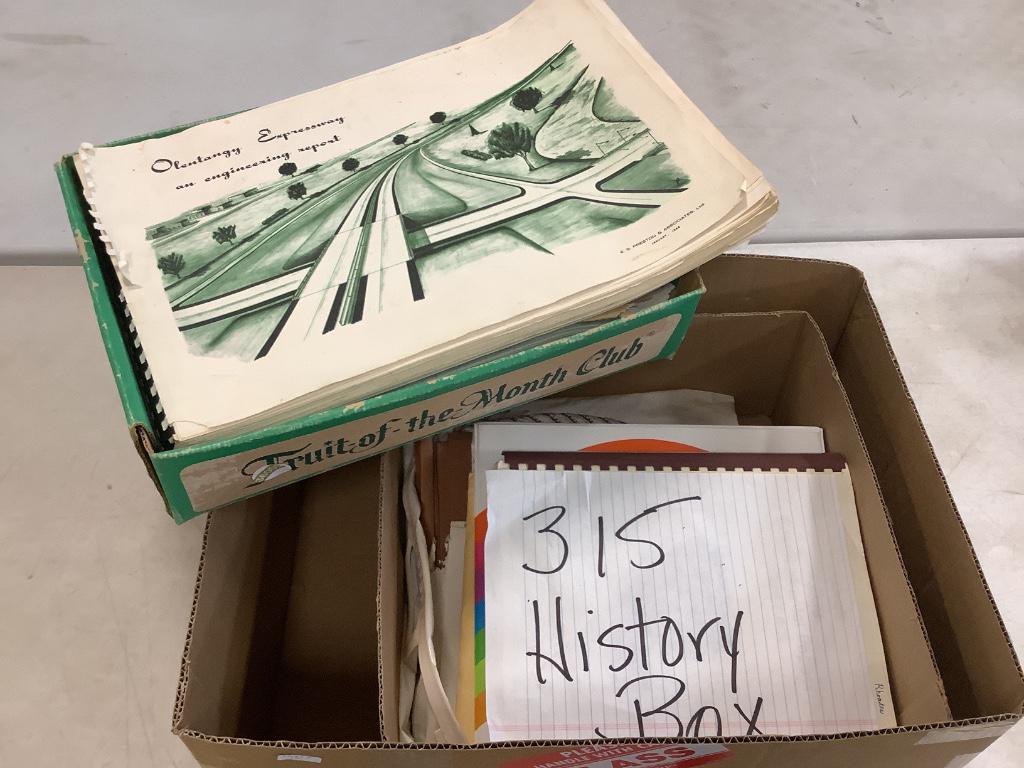 Olentangy Expressway
an engineering report
Fruit-of-the-Month Club
315
History
Box